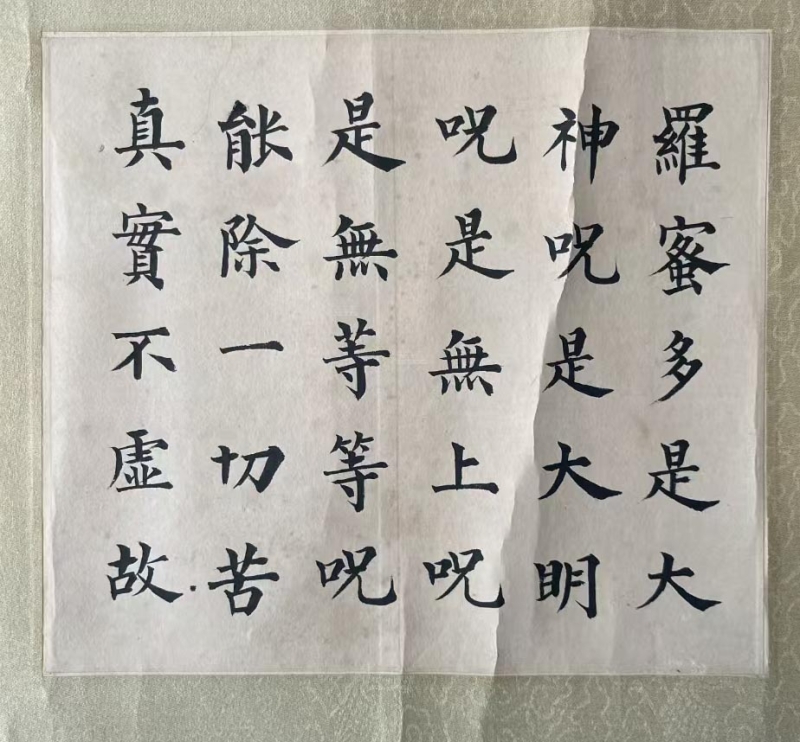 羅蜜多是大
神呪是大明
呪是無上呪
是無等等呪
能除一切苦
真實不虛故